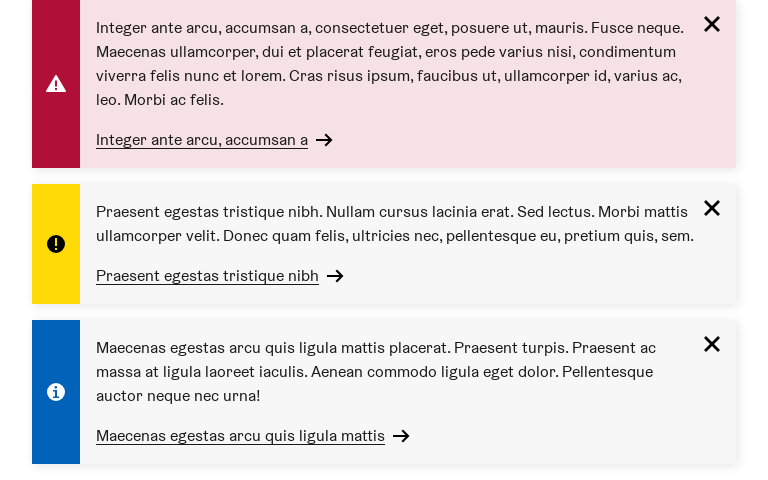 Integer ante arcu, accumsan a, consectetuer eget, posuere ut, mauris. Fusce neque.
Maecenas ullamcorper, dui et placerat feugiat, eros pede varius nisi, condimentum
viverra felis nunc et lorem. Cras risus ipsum, faucibus ut, ullamcorper id, varius ac,
leo. Morbi ac felis.
Integer ante arcu, accumsan a
Praesent egestas tristique nibh. Nullam cursus lacinia erat. Sed lectus. Morbi mattis
ullamcorper velit. Donec quam felis, ultricies nec, pellentesque eu, pretium quis, sem.
Praesent egestas tristique nibh
Maecenas egestas arcu quis ligula mattis placerat. Praesent turpis. Praesent ac
massa at ligula laoreet iaculis. Aenean commodo ligula eget dolor. Pellentesque
auctor neque nec urna!
Maecenas egestas arcu quis ligula mattis